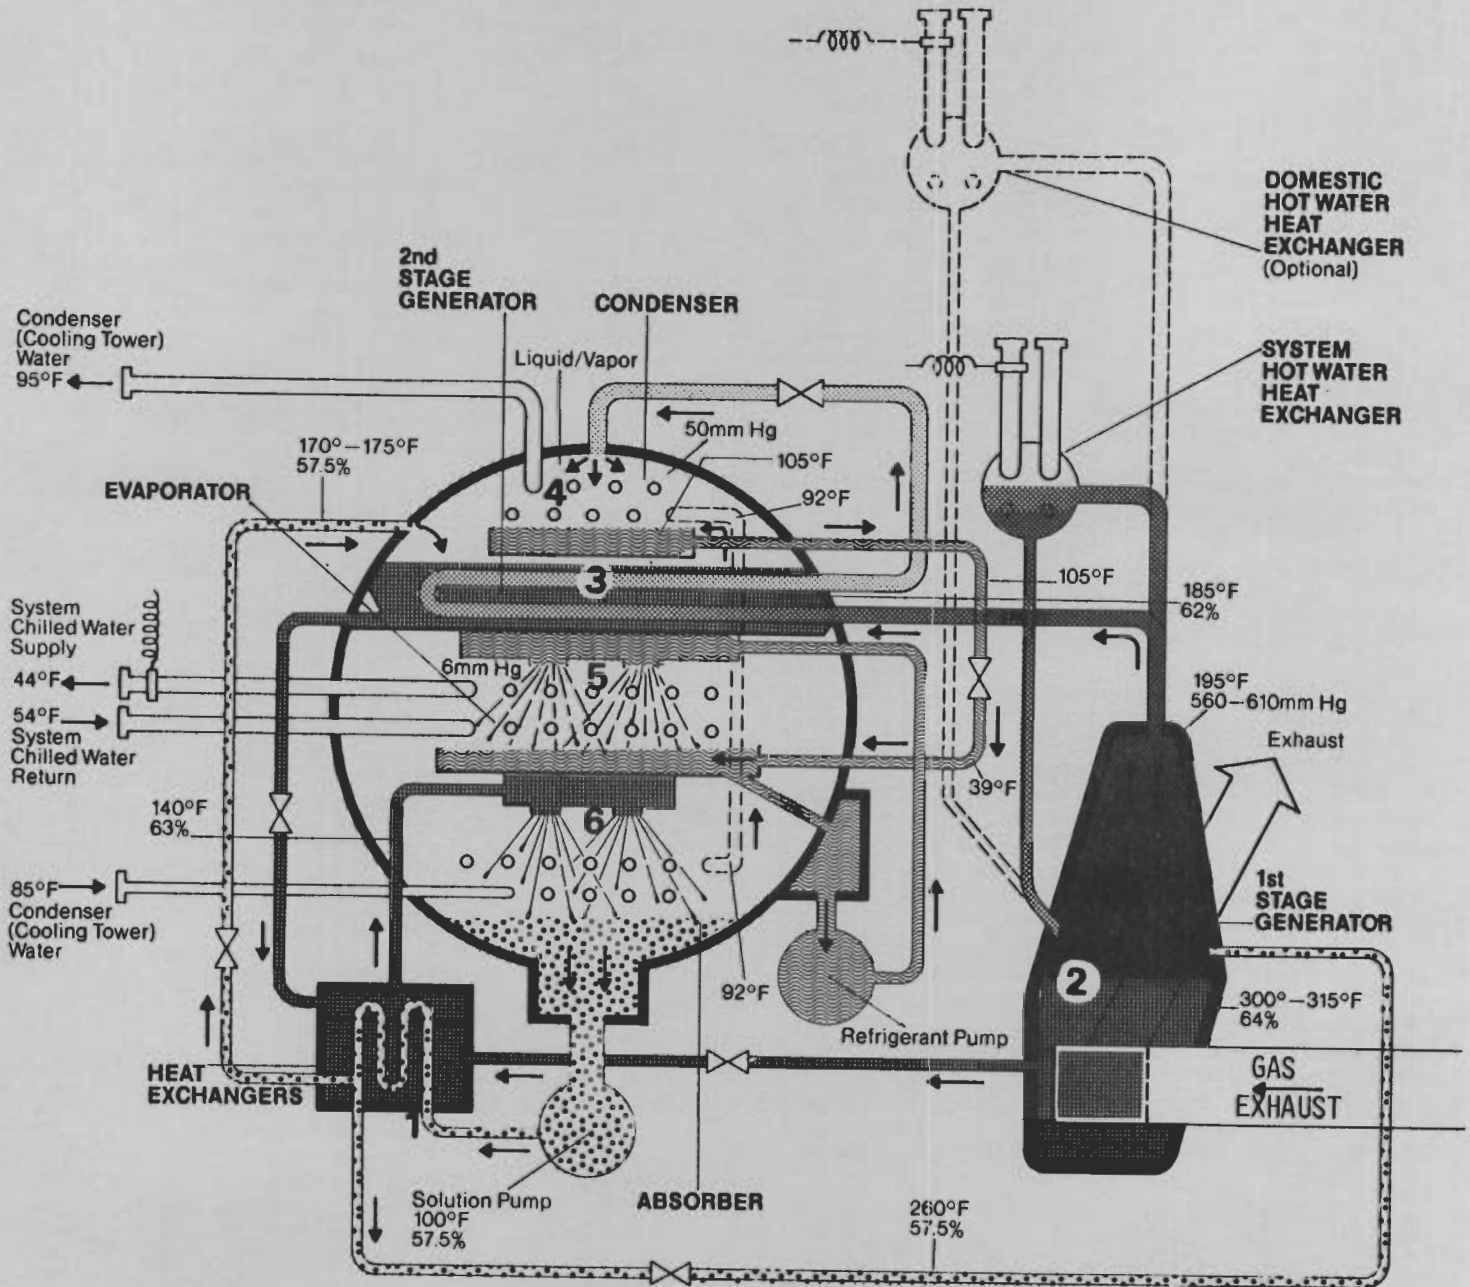 DOMESTIC
HOT WATER
HEAT
EXCHANGER
(Optional)
2nd
STAGE
GENERATOR
CONDENSER
Condenser
(Cooling Tower)
Water
95°F
Liquid/Vapor
SYSTEM
HOT WATER
HEAT
EXCHANGER
50mm Hg
170°–175°F
57.5%
105°F
EVAPORATOR
4
92°F
3
105°F
185°F
62%
System
Chilled Water
Supply
44°F
54°F
System
Chilled Water
Return
6mm Hg
5
195°F
560–610mm Hg
Exhaust
39°F
140°F
63%
6
85°F
Condenser
(Cooling Tower)
Water
1st
STAGE
GENERATOR
2
92°F
300°–315°F
64%
Refrigerant Pump
HEAT
EXCHANGERS
GAS
EXHAUST
Solution Pump
100°F
57.5%
ABSORBER
260°F
57.5%